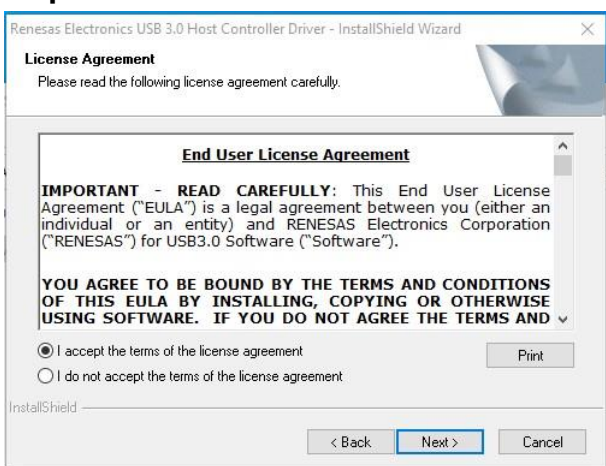 Renesas Electronics USB 3.0 Host Controller Driver - InstallShield Wizard
License Agreement
Please read the following license agreement carefully.
End User License Agreement
IMPORTANT - READ CAREFULLY: This End User License
Agreement ("EULA") is a legal agreement between you (either an
individual or an entity) and RENESAS Electronics Corporation
("RENESAS") for USB3.0 Software ("Software").
YOU AGREE TO BE BOUND BY THE TERMS AND CONDITIONS
OF THIS EULA BY INSTALLING, COPYING OR OTHERWISE
USING SOFTWARE. IF YOU DO NOT AGREE THE TERMS AND
I accept the terms of the license agreement
Print
I do not accept the terms of the license agreement
InstallShield
< Back
Next >
Cancel